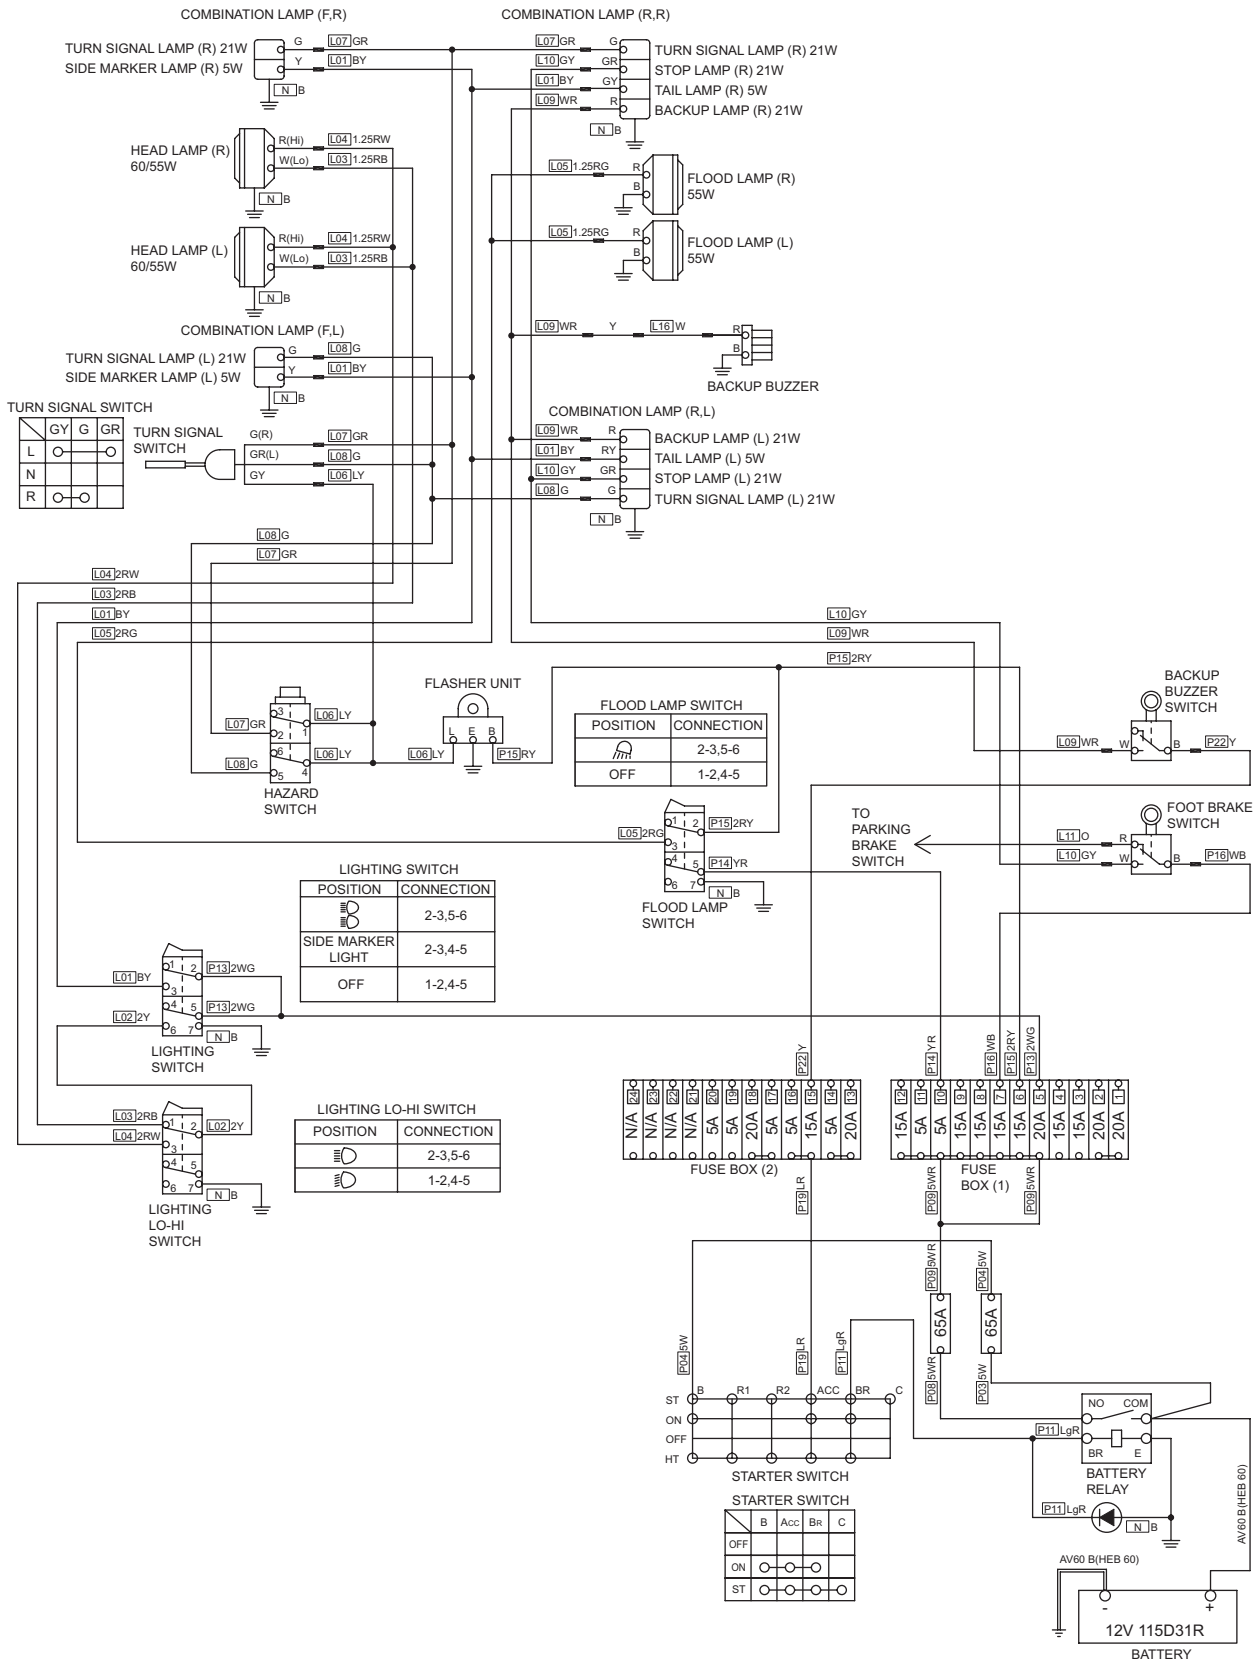 COMBINATION LAMP (F,R)
TURN SIGNAL LAMP (R) 21W
SIDE MARKER LAMP (R) 5W
G
Y
L07 GR
L01 BY
N B
HEAD LAMP (R)
60/55W
R(Hi)
W(Lo)
L04 1.25RW
L03 1.25RB
N B
HEAD LAMP (L)
60/55W
R(Hi)
W(Lo)
L04 1.25RW
L03 1.25RB
N B
COMBINATION LAMP (F,L)
TURN SIGNAL LAMP (L) 21W
SIDE MARKER LAMP (L) 5W
G
Y
L08 G
L01 BY
N B
COMBINATION LAMP (R,R)
L07 GR G
L10 GY GR
L01 BY GY
L09 WR R
TURN SIGNAL LAMP (R) 21W
STOP LAMP (R) 21W
TAIL LAMP (R) 5W
BACKUP LAMP (R) 21W
N B
L05 1.25RG R
B
FLOOD LAMP (R)
55W
L05 1.25RG R
B
FLOOD LAMP (L)
55W
L09 WR Y L16 W R
B
BACKUP BUZZER
COMBINATION LAMP (R,L)
L09 WR R
L01 BY RY
L10 GY GR
L08 G G
BACKUP LAMP (L) 21W
TAIL LAMP (L) 5W
STOP LAMP (L) 21W
TURN SIGNAL LAMP (L) 21W
N B
TURN SIGNAL SWITCH
GY G GR
L
N
R
TURN SIGNAL
SWITCH
G(R)
GR(L)
GY
L07 GR
L08 G
L06 LY
L08 G
L07 GR
L04 2RW
L03 2RB
L01 BY
L05 2RG
L10 GY
L09 WR
P15 2RY
L07 GR
L08 G
3
2
1
6
5
4
L06 LY
L06 LY
HAZARD
SWITCH
FLASHER UNIT
L E B
L06 LY
P15 RY
FLOOD LAMP SWITCH
POSITION CONNECTION
2-3,5-6
OFF 1-2,4-5
BACKUP
BUZZER
SWITCH
L09 WR W B P22 Y
FOOT BRAKE
SWITCH
L11 O R
L10 GY W B P16 WB
TO
PARKING
BRAKE
SWITCH
L05 2RG
1 2
3
4 5
6 7
P15 2RY
P14 YR
N B
FLOOD LAMP
SWITCH
LIGHTING SWITCH
POSITION CONNECTION
2-3,5-6
SIDE MARKER
LIGHT
2-3,4-5
OFF 1-2,4-5
L01 BY
L02 2Y
1 2
3
4 5
6 7
P13 2WG
P13 2WG
N B
LIGHTING
SWITCH
L03 2RB
L04 2RW
1 2
3
4 5
6 7
L02 2Y
N B
LIGHTING
LO-HI
SWITCH
LIGHTING LO-HI SWITCH
POSITION CONNECTION
2-3,5-6
1-2,4-5
P22 Y
P14 YR
P16 WB
P15 2RY
P13 2WG
24 23 22 21 20 19 18 17 16 15 14 13
N/A N/A N/A N/A 5A 5A 20A 5A 5A 15A 5A 20A
FUSE BOX (2)
12 11 10 9 8 7 6 5 4 3 2 1
15A 5A 5A 15A 15A 15A 15A 20A 15A 15A 20A 20A
FUSE
BOX (1)
P19 LR
P09 5WR
P09 5WR
P09 5WR
P04 5W
65A
65A
P08 5WR
P03 5W
P04 5W
P19 LR
P11 LgR
B R1 R2 ACC BR C
ST
ON
OFF
HT
STARTER SWITCH
NO COM
P11 LgR
BR E
BATTERY
RELAY
P11 LgR
N B
STARTER SWITCH
B Acc BR C
OFF
ON
ST
AV60 B(HEB 60)
AV60 B(HEB 60)
- +
12V 115D31R
BATTERY